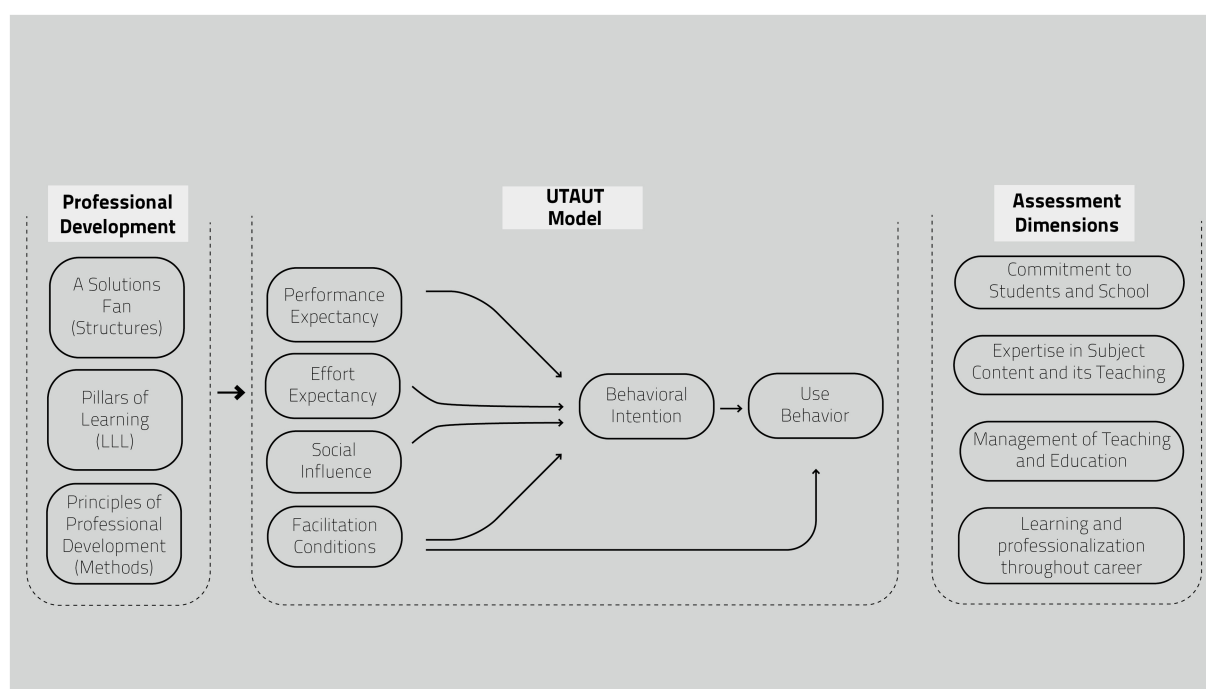 Professional
Development
A Solutions
Fan
(Structures)
Pillars of
Learning
(LLL)
Principles of
Professional
Development
(Methods)
UTAUT
Model
Performance
Expectancy
Effort
Expectancy
Social
Influence
Facilitation
Conditions
Behavioral
Intention
Use
Behavior
Assessment
Dimensions
Commitment to
Students and School
Expertise in Subject
Content and its Teaching
Management of Teaching
and Education
Learning and
professionalization
throughout career